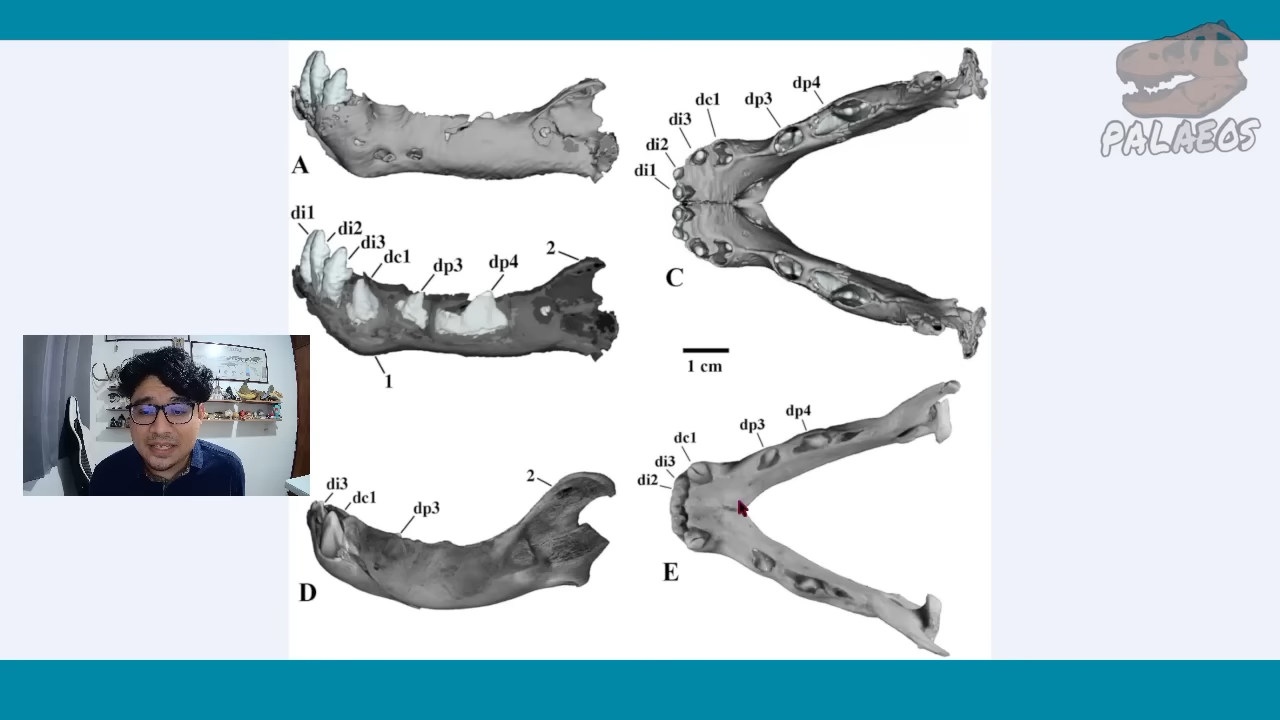 PALAEOS
A
di1
di2
di3
dc1
dp3
dp4
2
1
di1
di2
di3
dc1
dp3
dp4
C
1 cm
di3
dc1
dp3
2
D
di2
di3
dc1
dp3
dp4
E